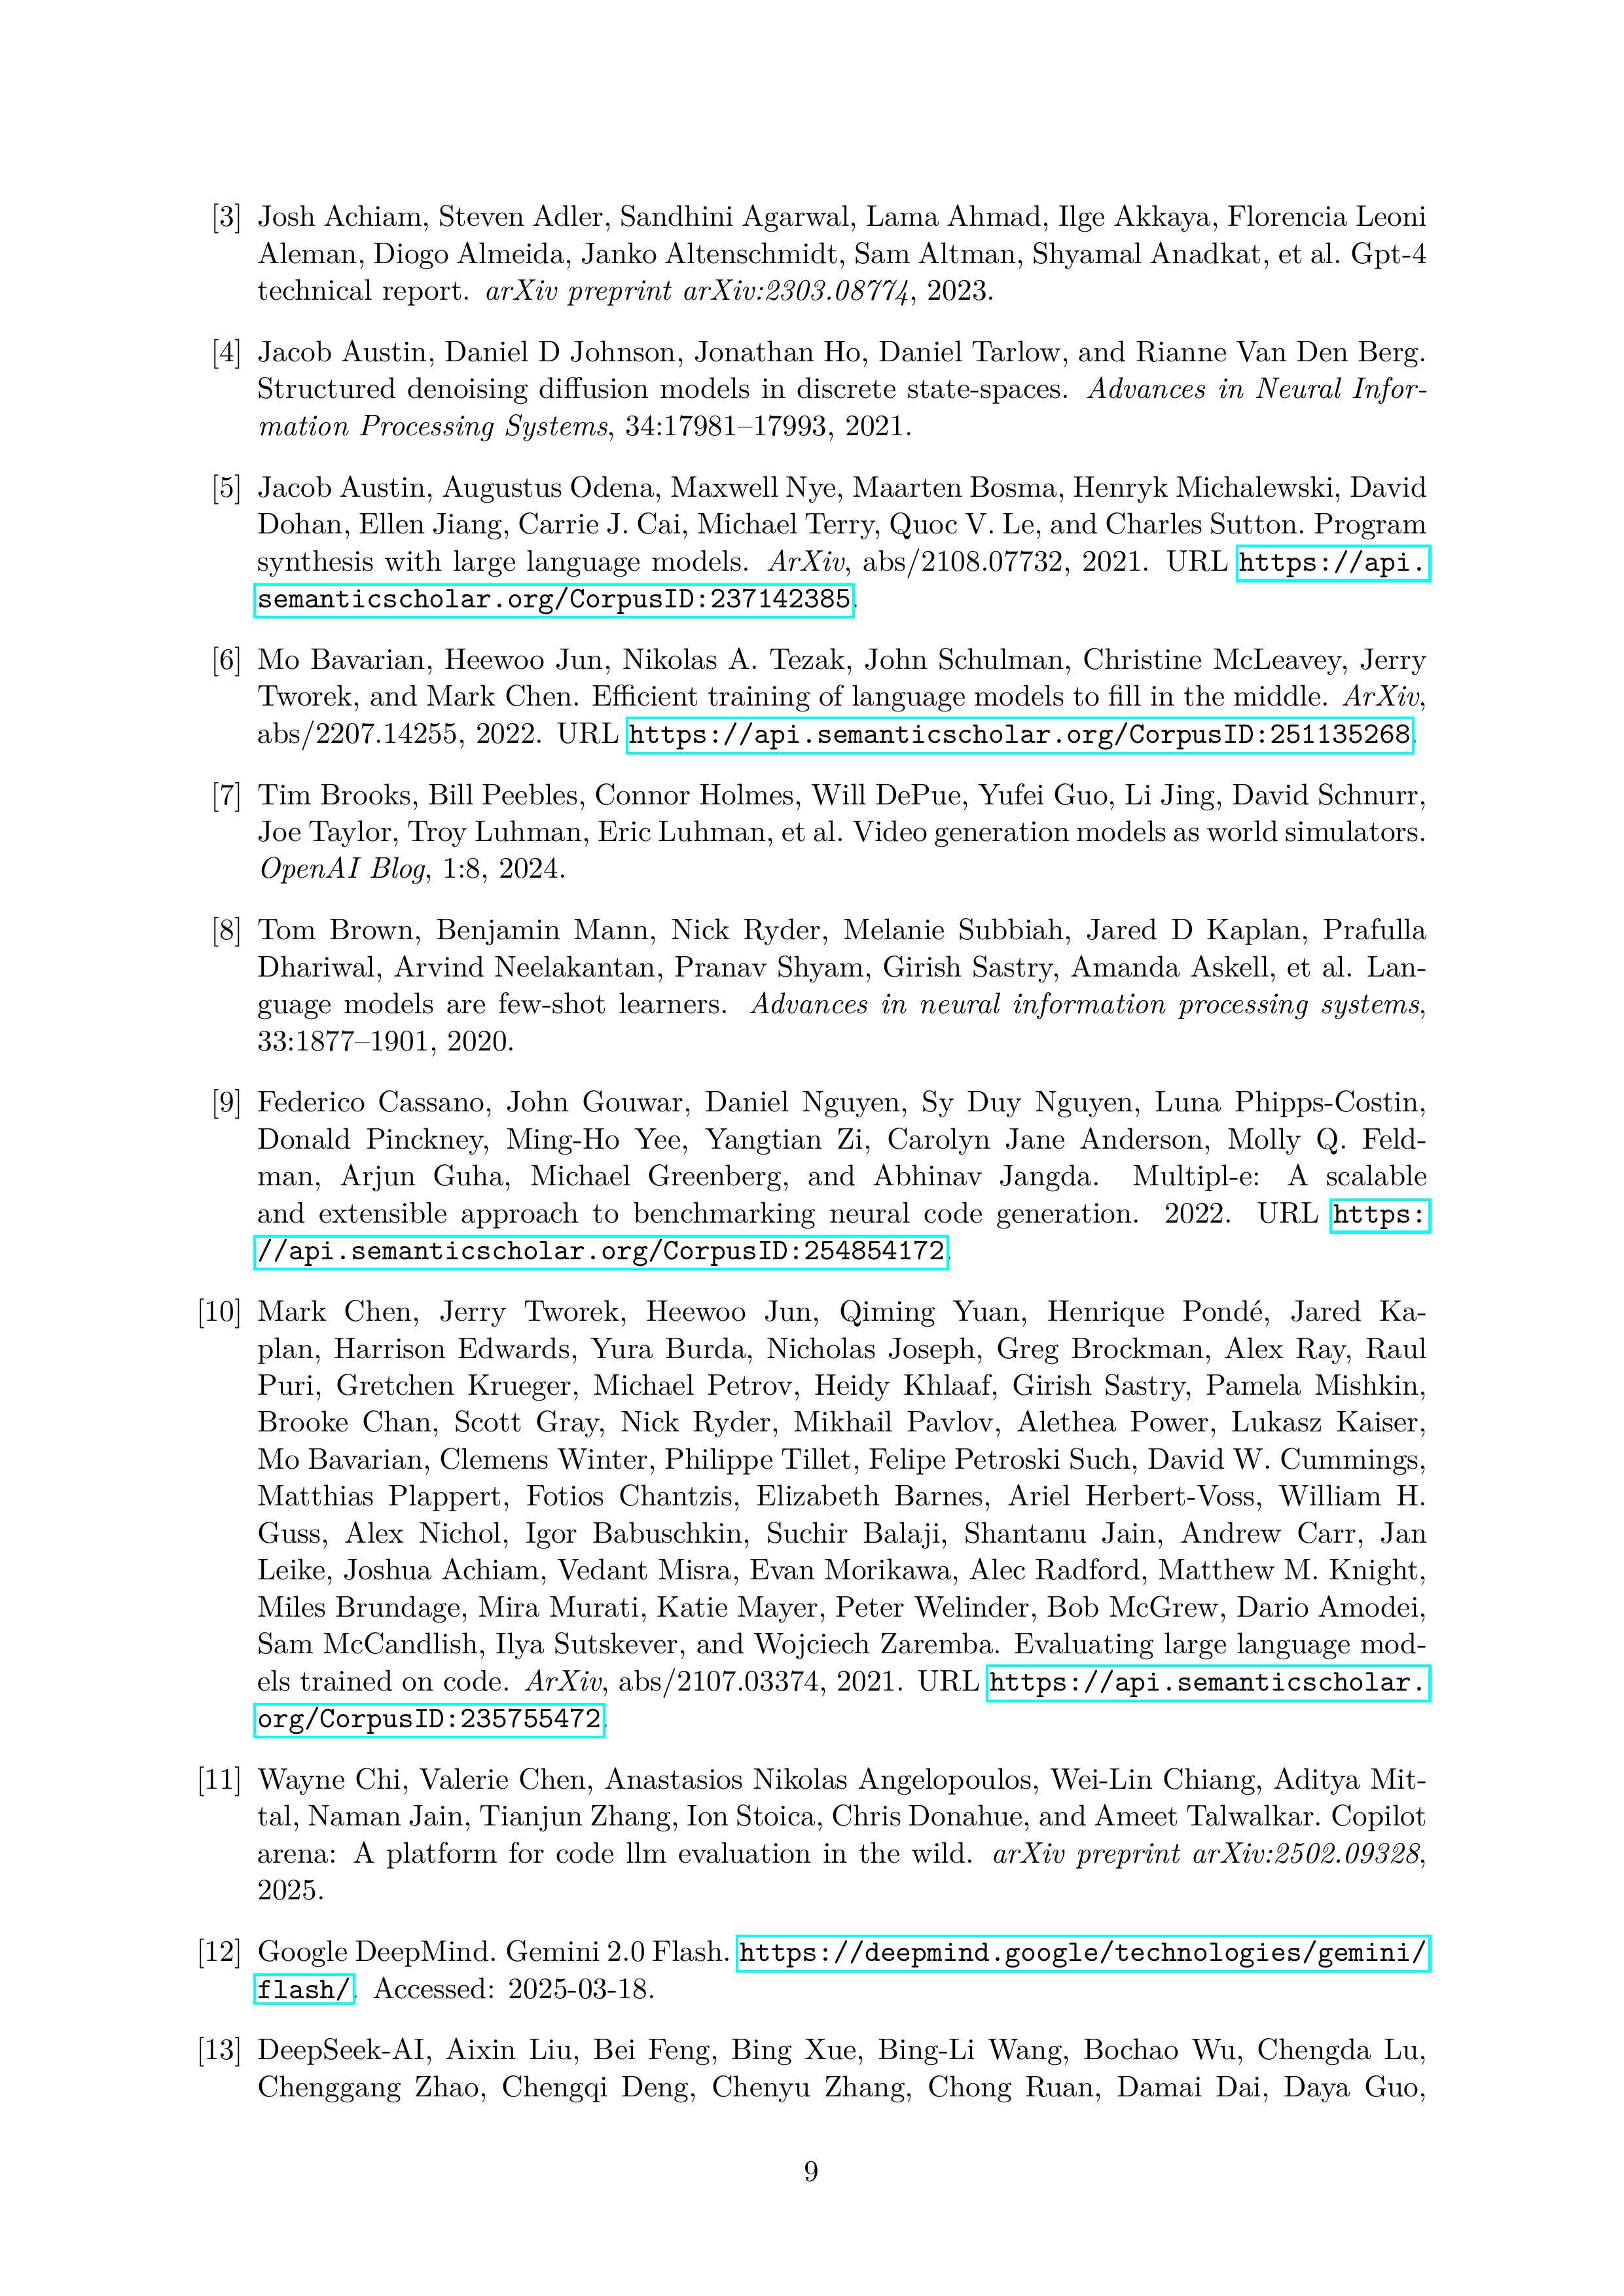 [3] Josh Achiam, Steven Adler, Sandhini Agarwal, Lama Ahmad, Ilge Akkaya, Florencia Leoni
Aleman, Diogo Almeida, Janko Altenschmidt, Sam Altman, Shyamal Anadkat, et al. Gpt-4
technical report. arXiv preprint arXiv:2303.08774, 2023.
[4] Jacob Austin, Daniel D Johnson, Jonathan Ho, Daniel Tarlow, and Rianne Van Den Berg.
Structured denoising diffusion models in discrete state-spaces. Advances in Neural Infor-
mation Processing Systems, 34:17981–17993, 2021.
[5] Jacob Austin, Augustus Odena, Maxwell Nye, Maarten Bosma, Henryk Michalewski, David
Dohan, Ellen Jiang, Carrie J. Cai, Michael Terry, Quoc V. Le, and Charles Sutton. Program
synthesis with large language models. ArXiv, abs/2108.07732, 2021. URL https://api.
semanticscholar.org/CorpusID:237142385.
[6] Mo Bavarian, Heewoo Jun, Nikolas A. Tezak, John Schulman, Christine McLeavey, Jerry
Tworek, and Mark Chen. Efficient training of language models to fill in the middle. ArXiv,
abs/2207.14255, 2022. URL https://api.semanticscholar.org/CorpusID:251135268.
[7] Tim Brooks, Bill Peebles, Connor Holmes, Will DePue, Yufei Guo, Li Jing, David Schnurr,
Joe Taylor, Troy Luhman, Eric Luhman, et al. Video generation models as world simulators.
OpenAI Blog, 1:8, 2024.
[8] Tom Brown, Benjamin Mann, Nick Ryder, Melanie Subbiah, Jared D Kaplan, Prafulla
Dhariwal, Arvind Neelakantan, Pranav Shyam, Girish Sastry, Amanda Askell, et al. Lan-
guage models are few-shot learners. Advances in neural information processing systems,
33:1877–1901, 2020.
[9] Federico Cassano, John Gouwar, Daniel Nguyen, Sy Duy Nguyen, Luna Phipps-Costin,
Donald Pinckney, Ming-Ho Yee, Yangtian Zi, Carolyn Jane Anderson, Molly Q. Feld-
man, Arjun Guha, Michael Greenberg, and Abhinav Jangda. Multipl-e: A scalable
and extensible approach to benchmarking neural code generation. 2022. URL https:
//api.semanticscholar.org/CorpusID:254854172.
[10] Mark Chen, Jerry Tworek, Heewoo Jun, Qiming Yuan, Henrique Pondé, Jared Ka-
plan, Harrison Edwards, Yura Burda, Nicholas Joseph, Greg Brockman, Alex Ray, Raul
Puri, Gretchen Krueger, Michael Petrov, Heidy Khlaaf, Girish Sastry, Pamela Mishkin,
Brooke Chan, Scott Gray, Nick Ryder, Mikhail Pavlov, Alethea Power, Lukasz Kaiser,
Mo Bavarian, Clemens Winter, Philippe Tillet, Felipe Petroski Such, David W. Cummings,
Matthias Plappert, Fotios Chantzis, Elizabeth Barnes, Ariel Herbert-Voss, William H.
Guss, Alex Nichol, Igor Babuschkin, Suchir Balaji, Shantanu Jain, Andrew Carr, Jan
Leike, Joshua Achiam, Vedant Misra, Evan Morikawa, Alec Radford, Matthew M. Knight,
Miles Brundage, Mira Murati, Katie Mayer, Peter Welinder, Bob McGrew, Dario Amodei,
Sam McCandlish, Ilya Sutskever, and Wojciech Zaremba. Evaluating large language mod-
els trained on code. ArXiv, abs/2107.03374, 2021. URL https://api.semanticscholar.
org/CorpusID:235755472.
[11] Wayne Chi, Valerie Chen, Anastasios Nikolas Angelopoulos, Wei-Lin Chiang, Aditya Mit-
tal, Naman Jain, Tianjun Zhang, Ion Stoica, Chris Donahue, and Ameet Talwalkar. Copilot
arena: A platform for code llm evaluation in the wild. arXiv preprint arXiv:2502.09328,
2025.
[12] Google DeepMind. Gemini 2.0 Flash. https://deepmind.google/technologies/gemini/
flash/. Accessed: 2025-03-18.
[13] DeepSeek-AI, Aixin Liu, Bei Feng, Bing Xue, Bing-Li Wang, Bochao Wu, Chengda Lu,
Chenggang Zhao, Chengqi Deng, Chenyu Zhang, Chong Ruan, Damai Dai, Daya Guo,
9